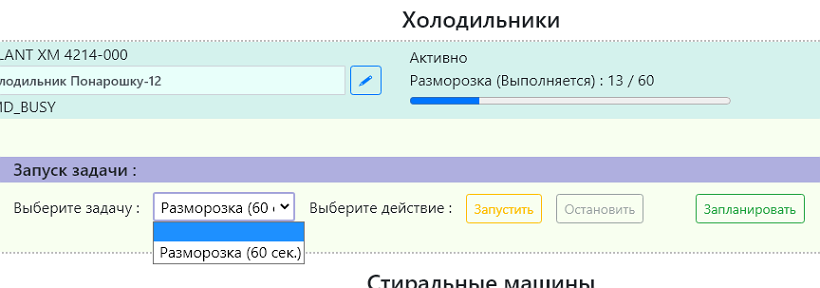 Холодильники
LANT XM 4214-000
Активно
лодильник Понарошку-12
Разморозка (Выполняется) : 13 / 60
MD_BUSY
Запуск задачи :
Выберите задачу : Разморозка (60 Выберите действие : Запустить Остановить Запланировать
Разморозка (60 сек.)
Стиральные машины